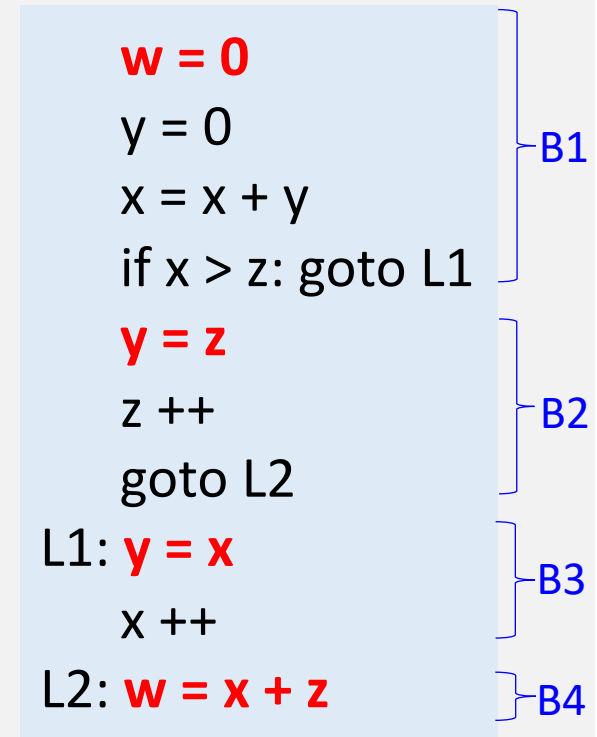 w = 0
y = 0
x = x + y
if x > z: goto L1
B1
y = z
z ++
goto L2
B2
L1: y = x
x ++
B3
L2: w = x + z
B4